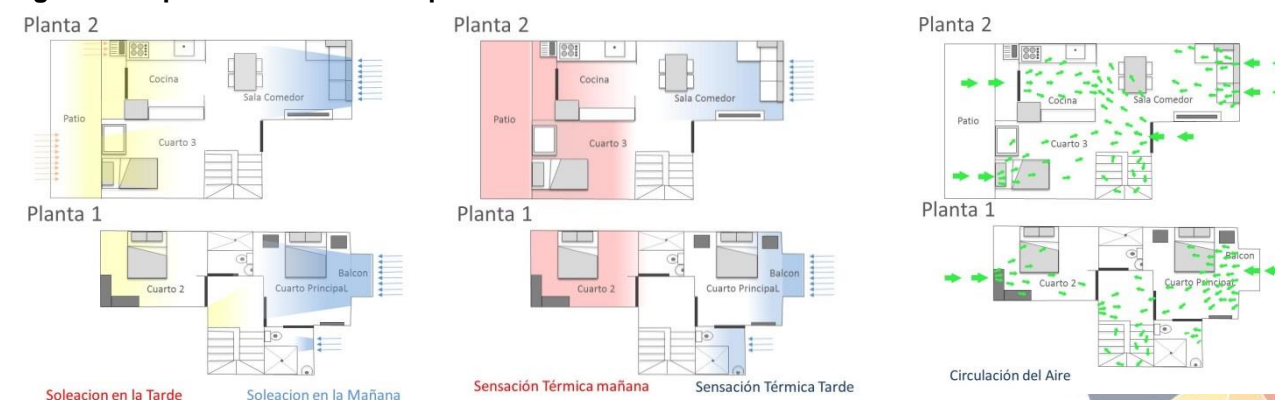 Planta 2
Cocina
Sala Comedor
Patio
Cuarto 3
Planta 1
Cuarto 2
Cuarto Principal
Balcon
Soleacion en la Tarde
Soleacion en la Mañana
Planta 2
Cocina
Sala Comedor
Patio
Cuarto 3
Planta 1
Cuarto 2
Cuarto Principal
Balcon
Sensación Térmica mañana
Sensación Térmica Tarde
Planta 2
Cocina
Sala Comedor
Patio
Cuarto 3
Planta 1
Cuarto 2
Cuarto PrincipaL
Balcon
Circulación del Aire